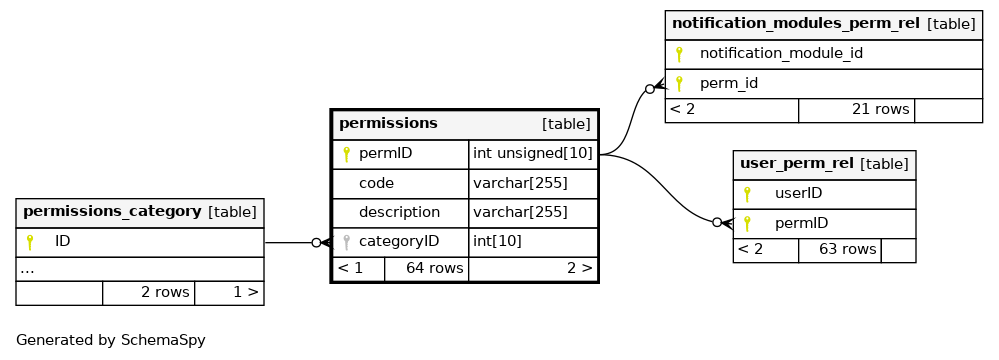 notification_modules_perm_rel [table]
notification_module_id
perm_id
< 2 21 rows
permissions [table]
permID int unsigned[10]
code varchar[255]
description varchar[255]
categoryID int[10]
< 1 64 rows 2 >
user_perm_rel [table]
userID
permID
< 2 63 rows
permissions_category [table]
ID
...
2 rows 1 >
Generated by SchemaSpy